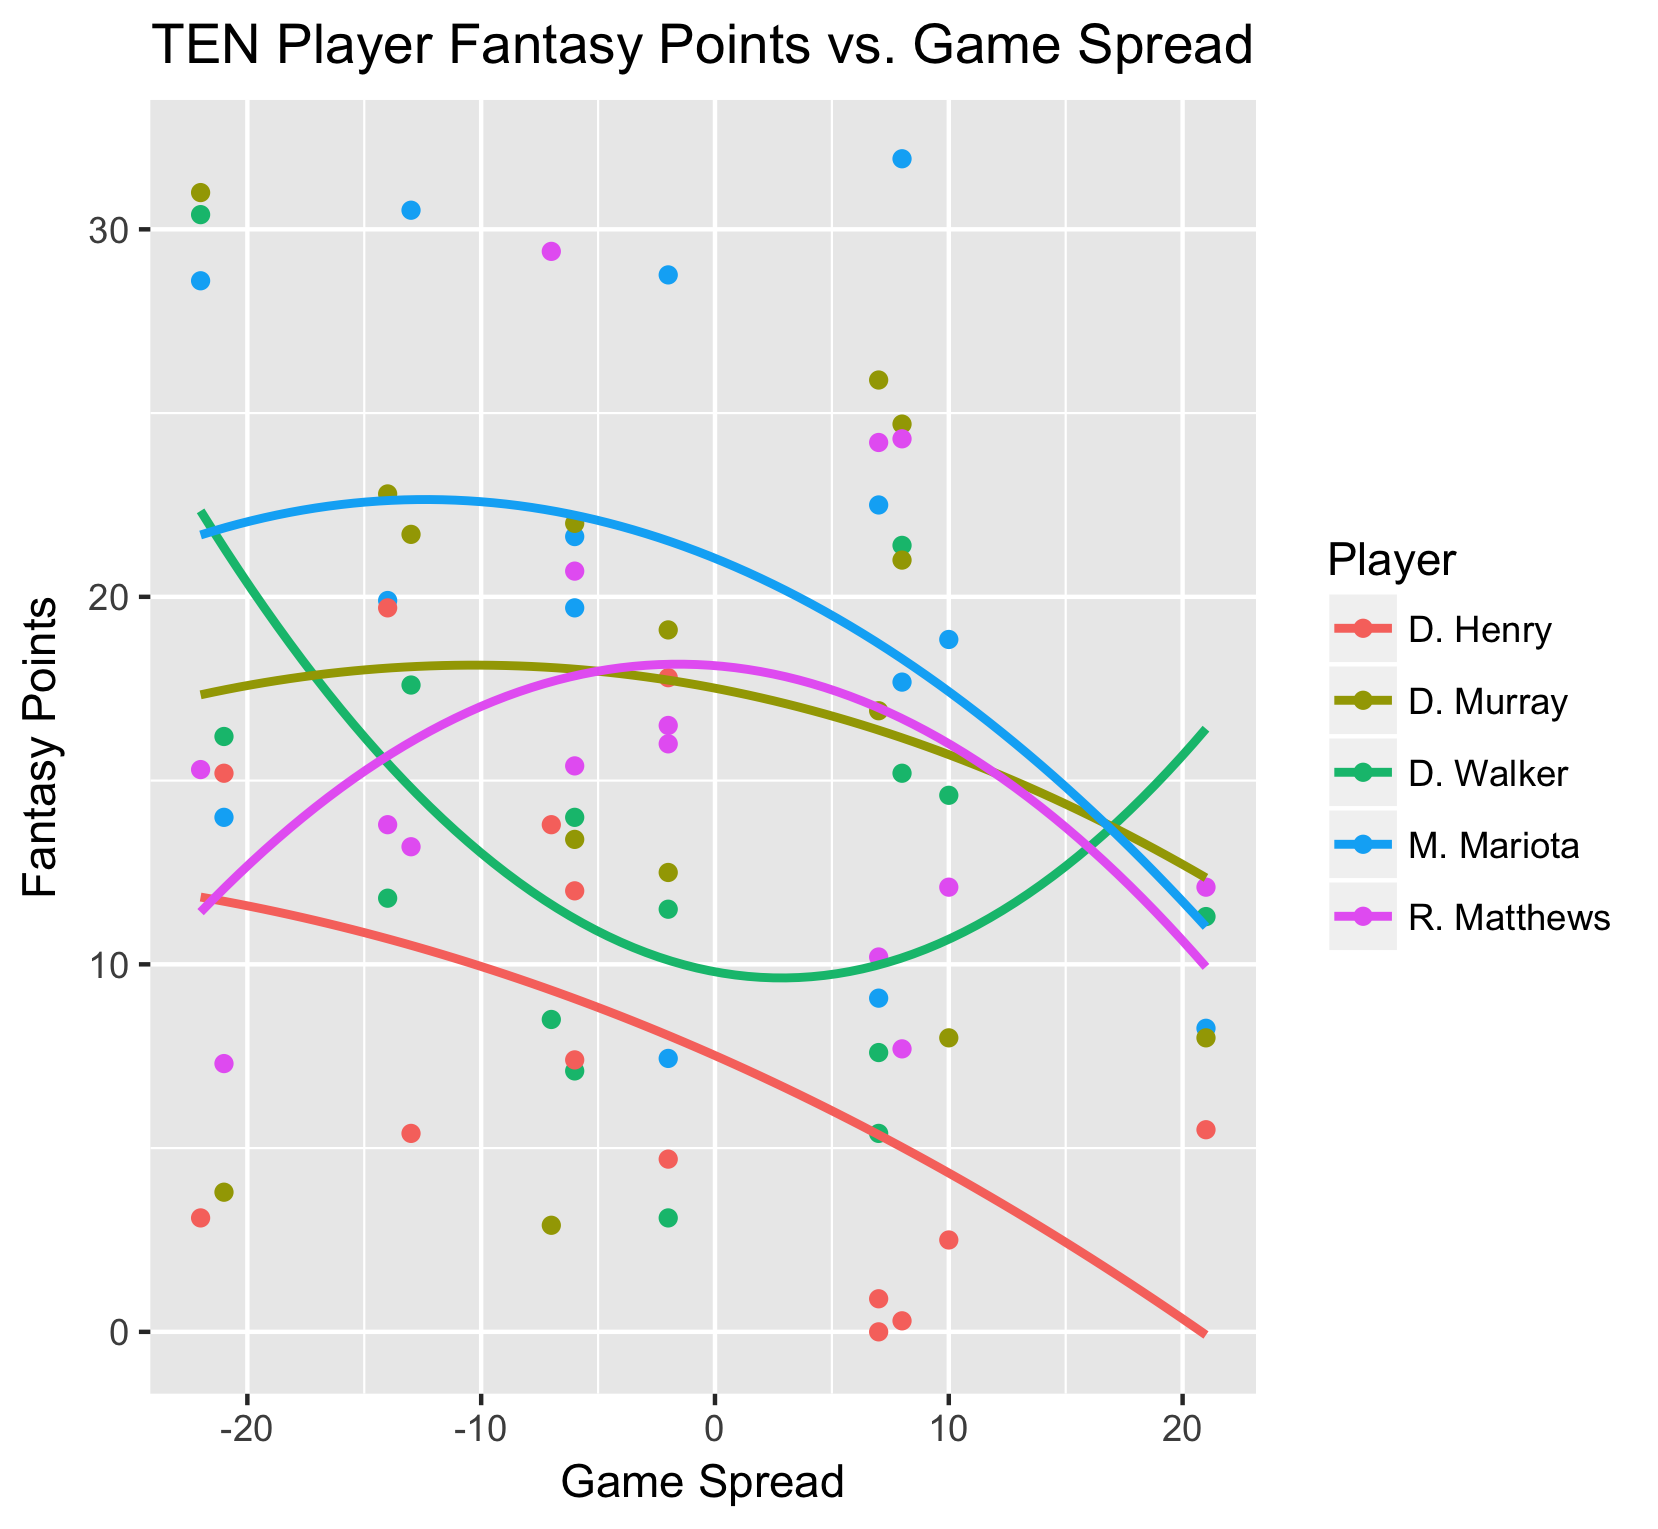 TEN Player Fantasy Points vs. Game Spread
30
20
10
0
Fantasy Points
-20 -10 0 10 20
Game Spread
Player
D. Henry
D. Murray
D. Walker
M. Mariota
R. Matthews